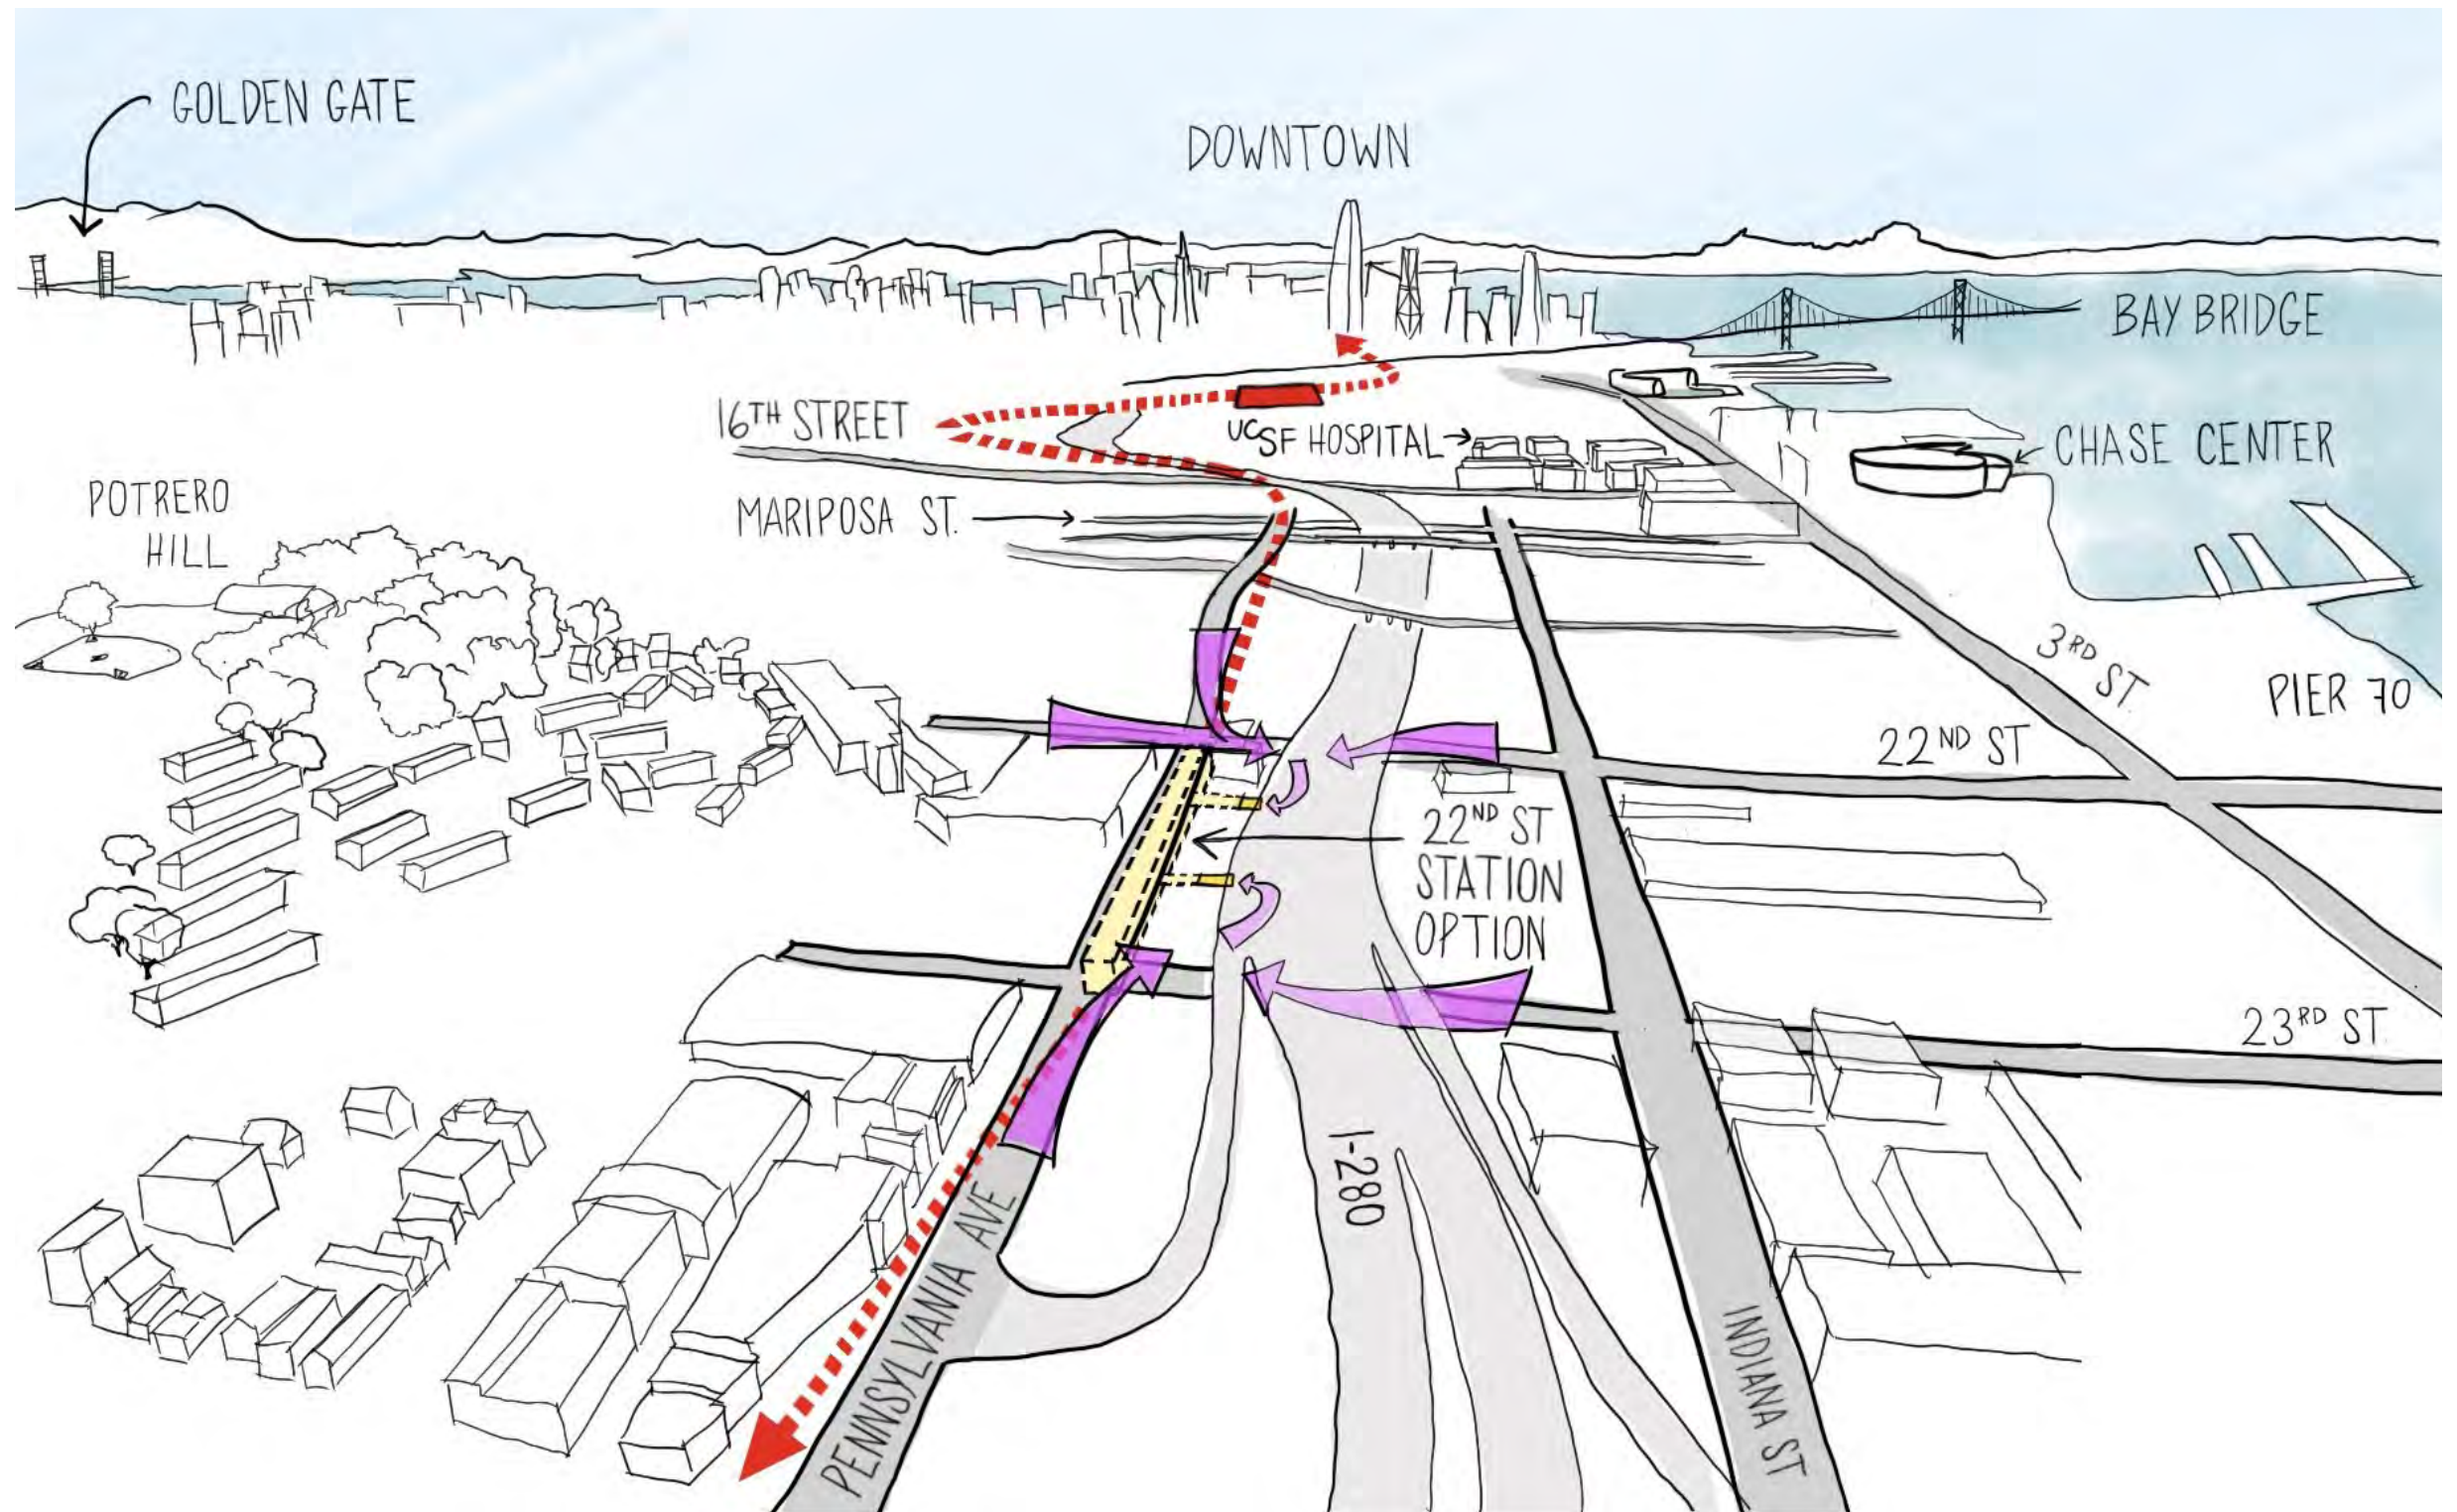 GOLDEN GATE
DOWNTOWN
BAY BRIDGE
16TH STREET
UCSF HOSPITAL
CHASE CENTER
POTRERO
HILL
MARIPOSA ST.
3RD ST.
PIER 70
22ND ST
22ND ST
STATION
OPTION
23RD ST.
I-280
PENNSYLVANIA AVE
INDIANA ST